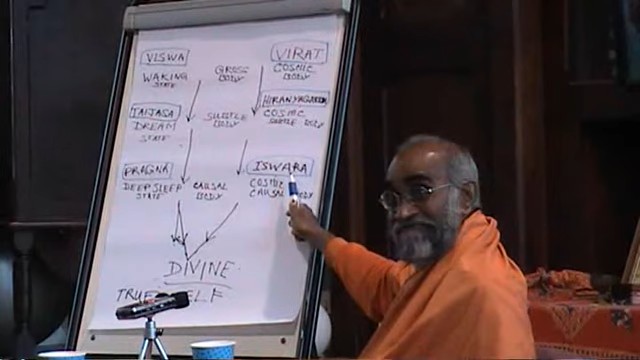 VISWA
WAKING
STATE
GROSS
BODY
VIRAT
COSMIC
BODY
TAIJASA
DREAM
STATE
SUBTLE
BODY
HIRANYAGARBHA
COSMIC
SUBTLE BODY
PRAGNA
DEEP SLEEP
STATE
CAUSAL
BODY
ISWARA
COSMIC
CAUSAL BODY
DIVINE
TRUE SELF